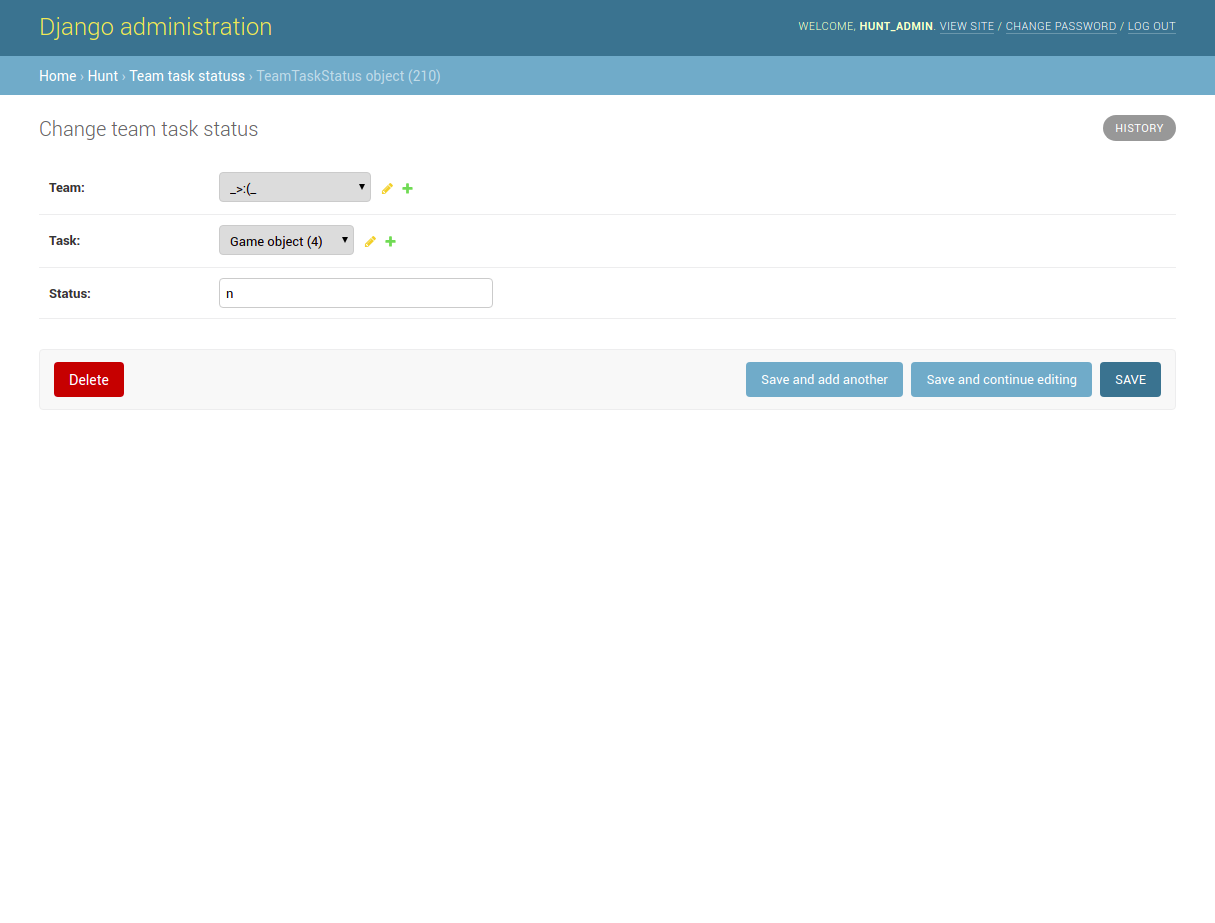 Django administration
WELCOME, HUNT_ADMIN. VIEW SITE / CHANGE PASSWORD / LOG OUT
Home › Hunt › Team task statuss › TeamTaskStatus object (210)
Change team task status
HISTORY
Team: _>:(_
Task: Game object (4)
Status: n
Delete Save and add another Save and continue editing SAVE